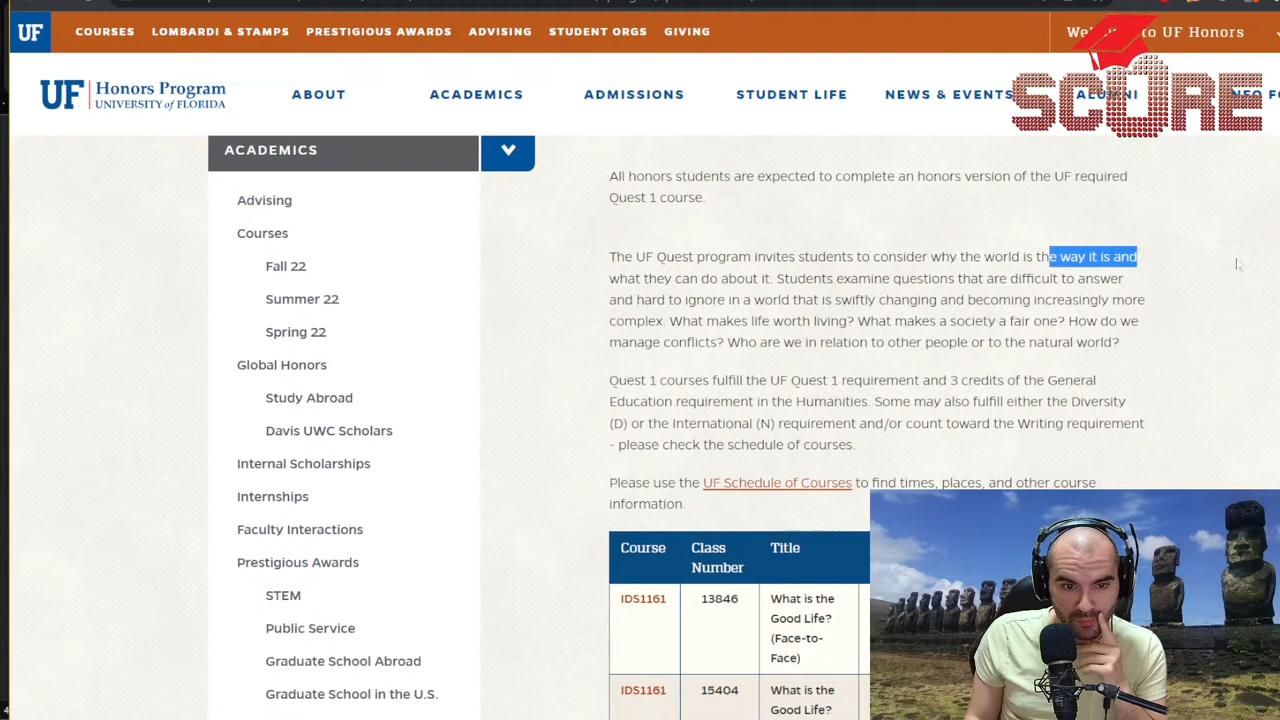 UF
COURSES
LOMBARDI & STAMPS
PRESTIGIOUS AWARDS
ADVISING
STUDENT ORGS
GIVING
to UF Honors
SCORE
UF Honors Program
UNIVERSITY of FLORIDA
ABOUT
ACADEMICS
ADMISSIONS
STUDENT LIFE
NEWS & EVENTS
ALUMNI
ACADEMICS
Advising
Courses
Fall 22
Summer 22
Spring 22
Global Honors
Study Abroad
Davis UWC Scholars
Internal Scholarships
Internships
Faculty Interactions
Prestigious Awards
STEM
Public Service
Graduate School Abroad
Graduate School in the U.S.
All honors students are expected to complete an honors version of the UF required
Quest 1 course.
The UF Quest program invites students to consider why the world is the way it is and
what they can do about it. Students examine questions that are difficult to answer
and hard to ignore in a world that is swiftly changing and becoming increasingly more
complex. What makes life worth living? What makes a society a fair one? How do we
manage conflicts? Who are we in relation to other people or to the natural world?
Quest 1 courses fulfill the UF Quest 1 requirement and 3 credits of the General
Education requirement in the Humanities. Some may also fulfill either the Diversity
(D) or the International (N) requirement and/or count toward the Writing requirement
- please check the schedule of courses.
Please use the UF Schedule of Courses to find times, places, and other course
information.
Course
Class
Number
Title
IDS1161
13846
What is the
Good Life?
(Face-to-
Face)
IDS1161
15404
What is the
Good Life?